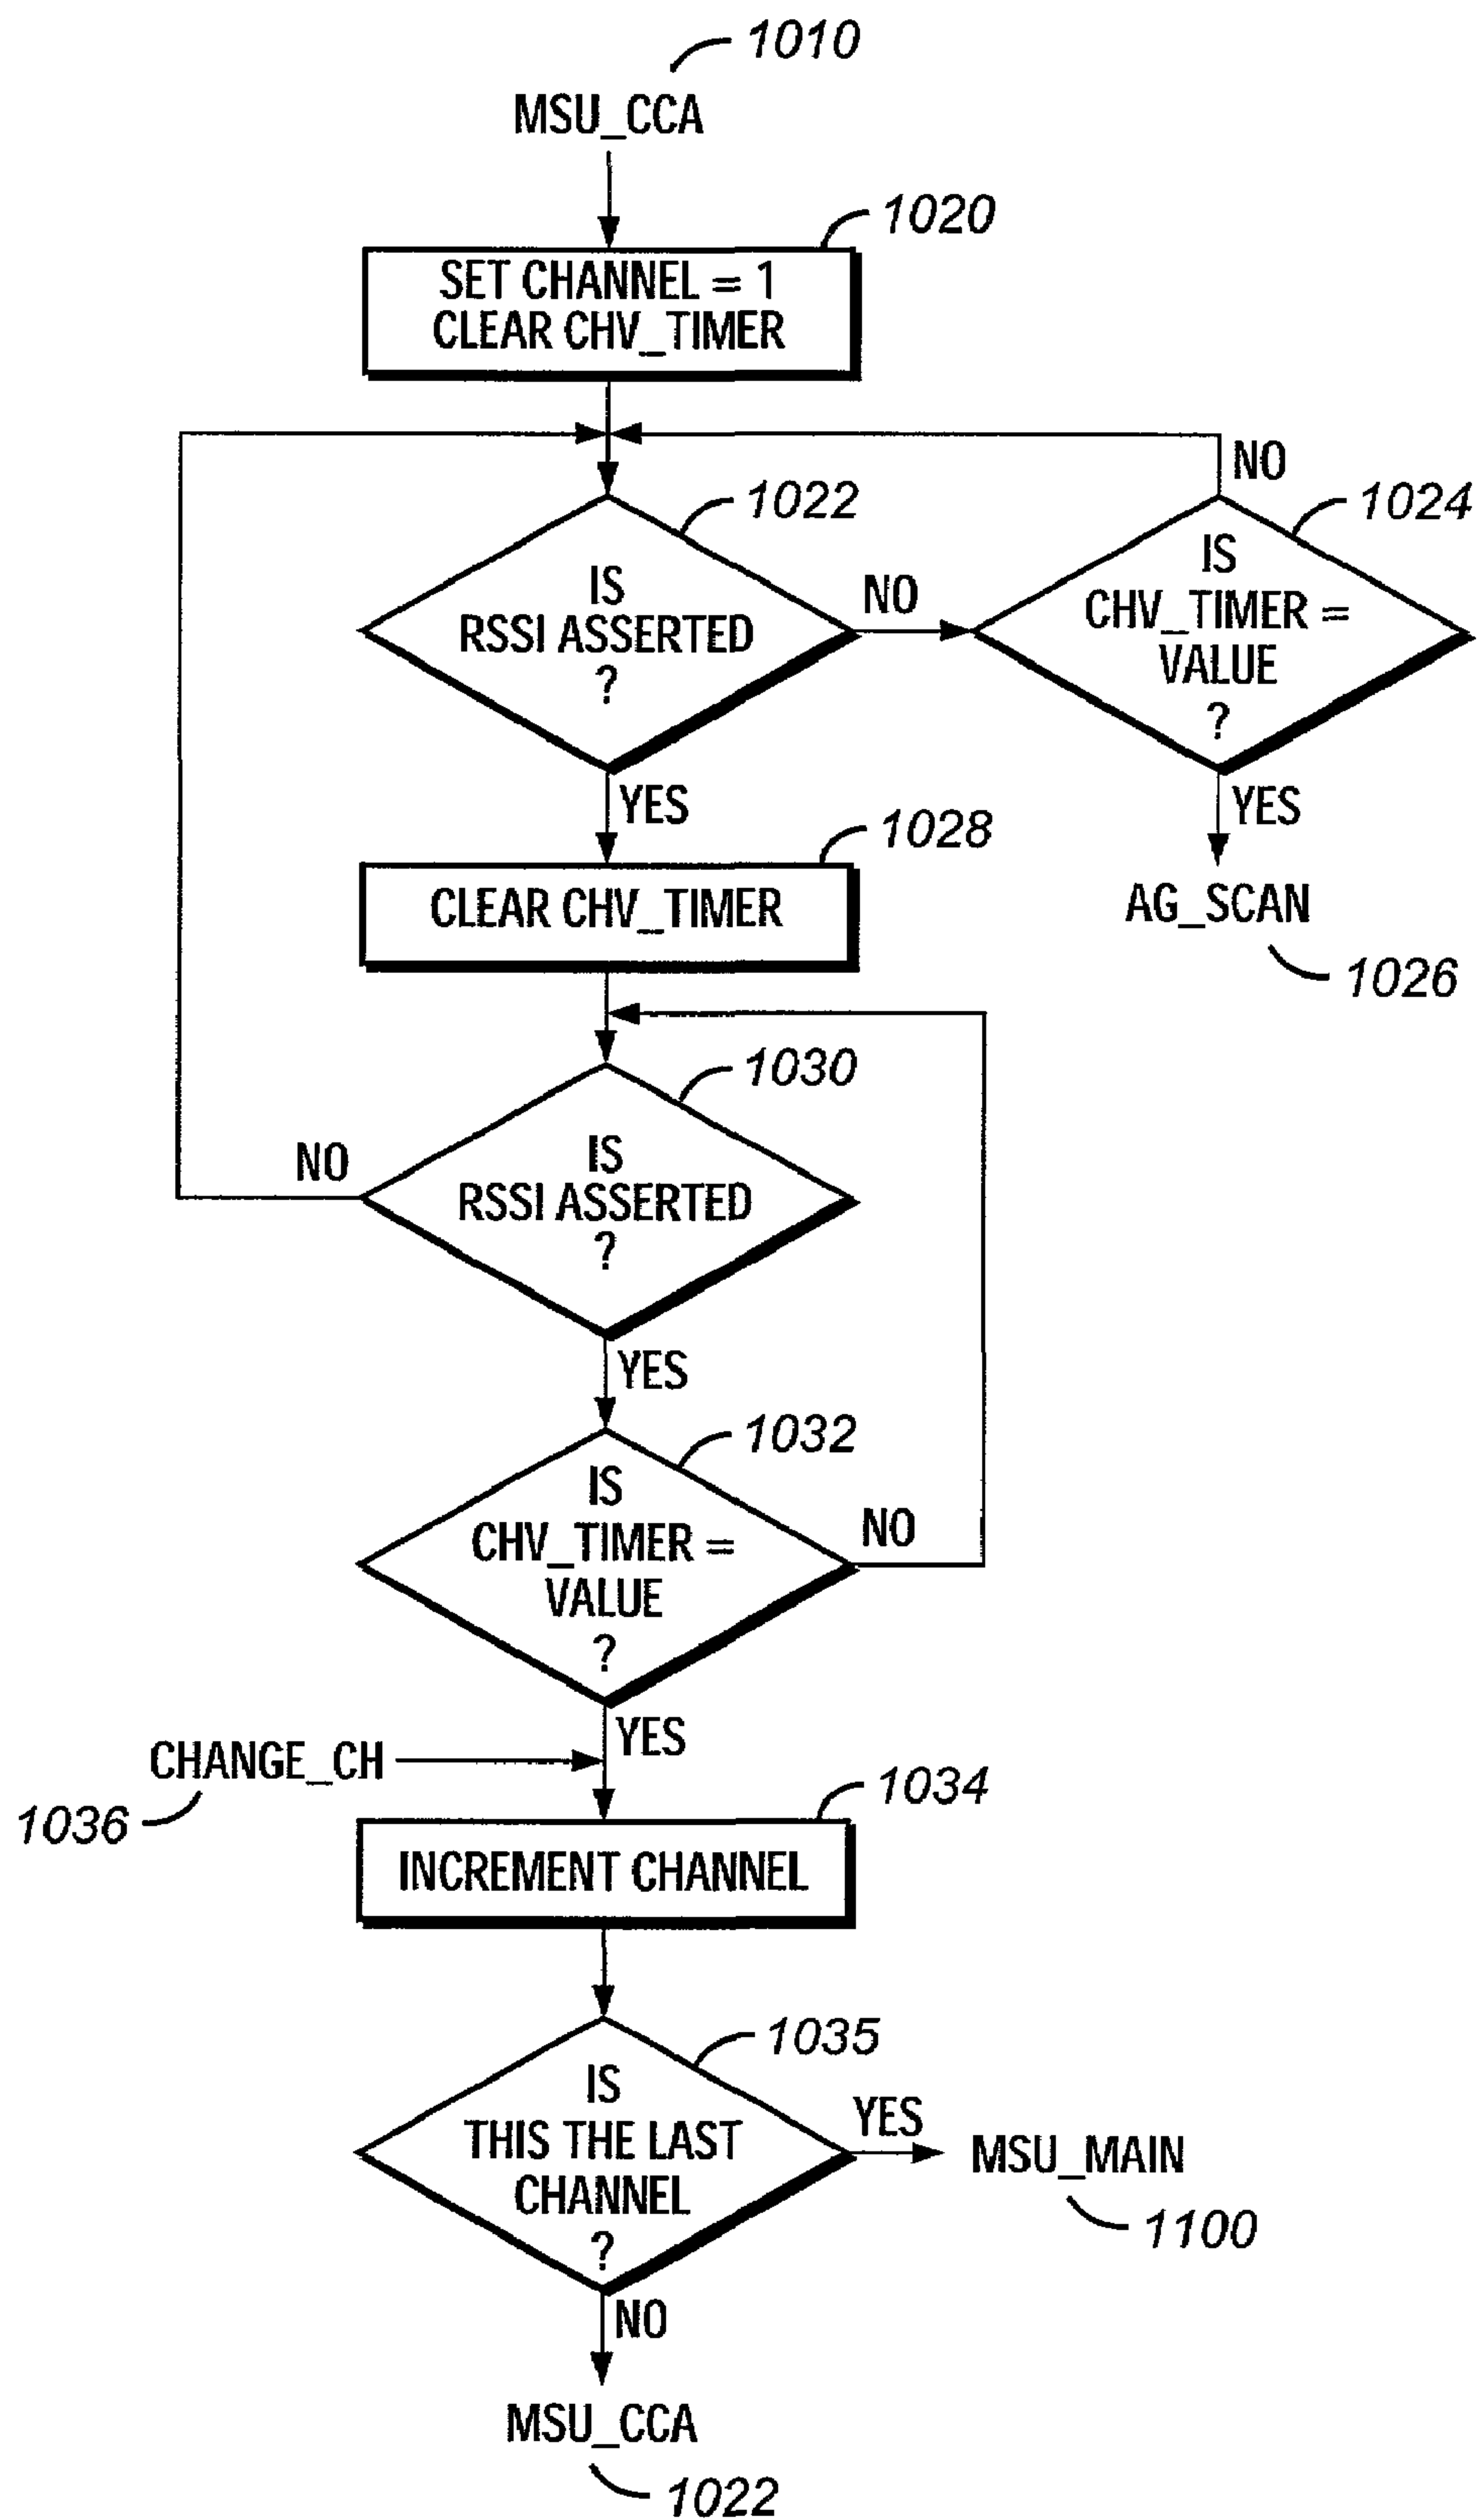 1010
MSU_CCA
1020
SET CHANNEL = 1
CLEAR CHV_TIMER
NO
1022
1024
IS
RSSI ASSERTED
?
NO
IS
CHV_TIMER =
VALUE
?
YES
YES
1028
CLEAR CHV_TIMER
AG_SCAN
1026
1030
NO
IS
RSSI ASSERTED
?
YES
1032
IS
CHV_TIMER =
VALUE
?
NO
YES
CHANGE_CH
1036
1034
INCREMENT CHANNEL
1035
IS
THIS THE LAST
CHANNEL
?
YES
MSU_MAIN
1100
NO
MSU_CCA
1022